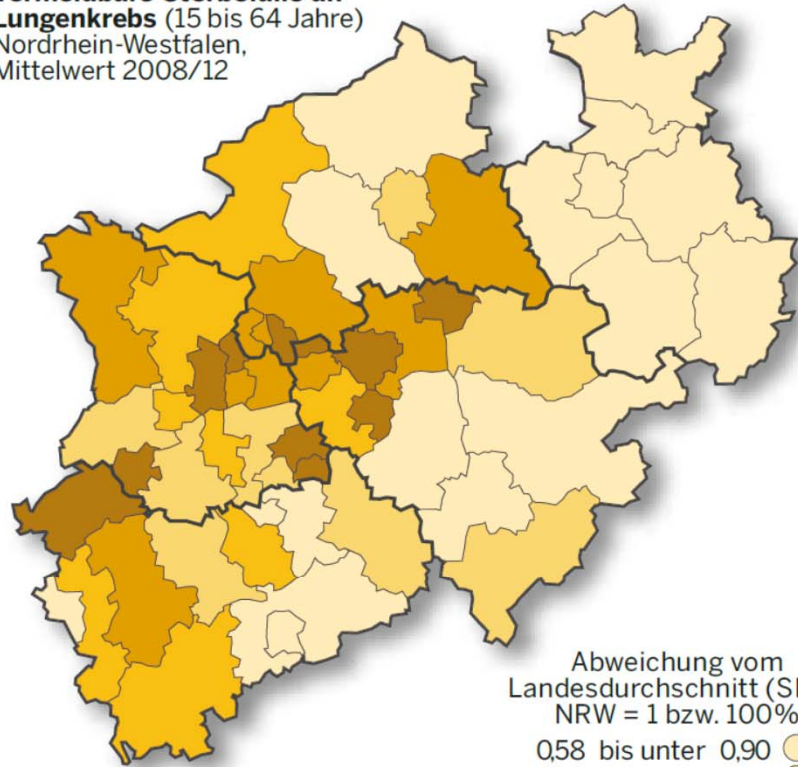 Lungenkrebs (15 bis 64 Jahre)
Nordrhein-Westfalen,
Mittelwert 2008/12
Abweichung vom
Landesdurchschnitt
NRW = 1 bzw. 100%
0,58 bis unter 0,90